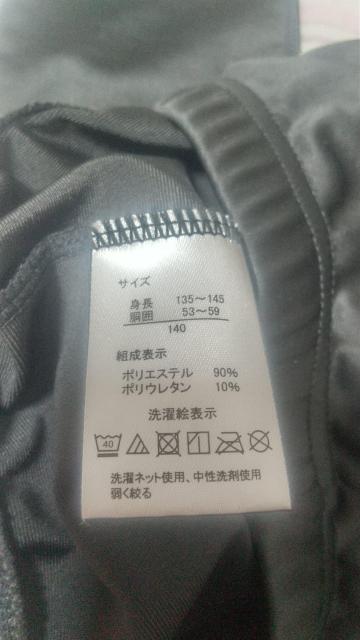 サイズ
身長 135～145
胴囲 53～59
140
組成表示
ポリエステル 90%
ポリウレタン 10%
洗濯絵表示
40
洗濯ネット使用、中性洗剤使用
弱く絞る